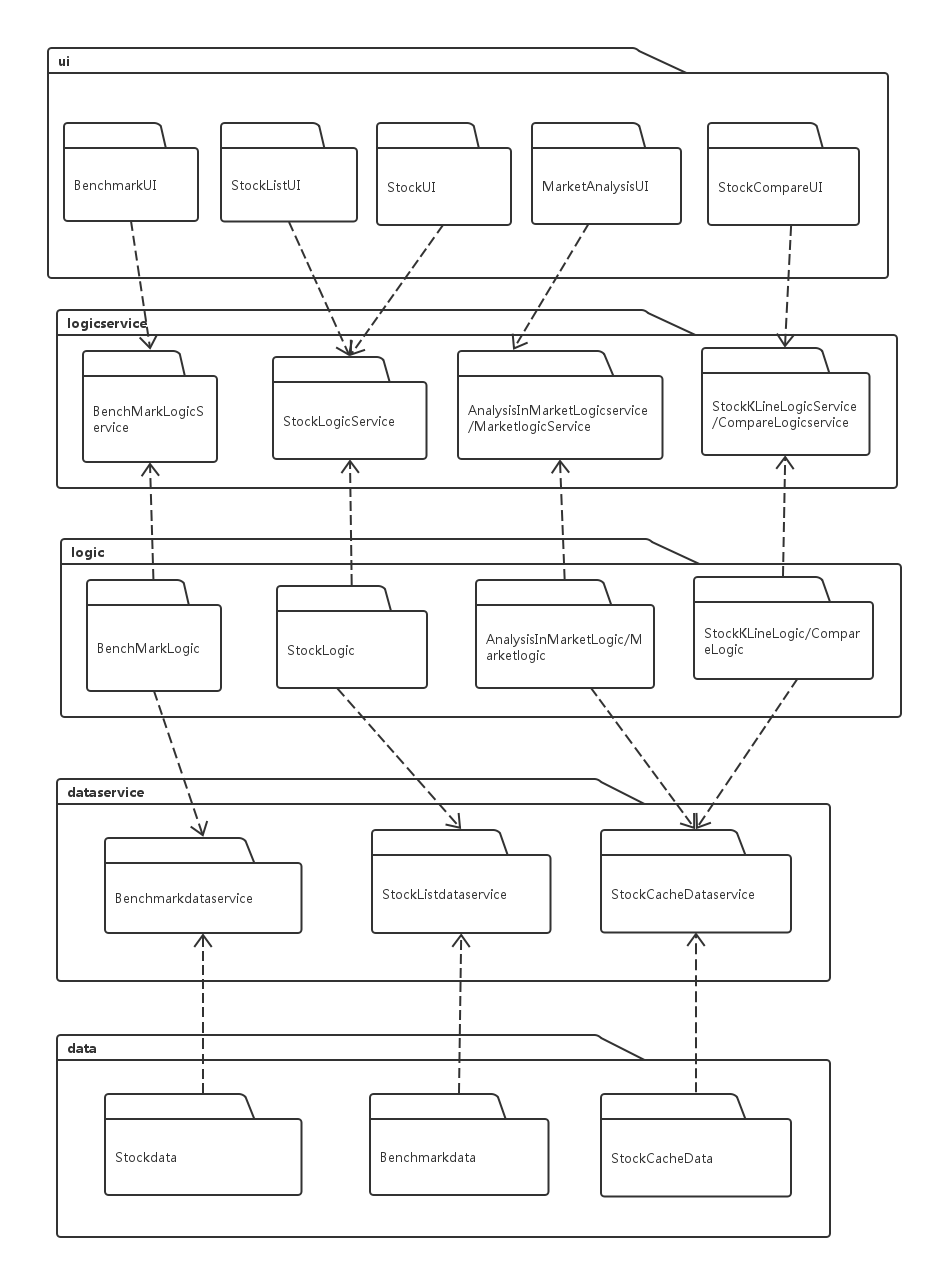 ui
BenchmarkUI
StockListUI
StockUI
MarketAnalysisUI
StockCompareUI
logicservice
BenchMarkLogicS
ervice
StockLogicService
AnalysisInMarketLogicservice
/MarketlogicService
StockKLineLogicService
/CompareLogicservice
logic
BenchMarkLogic
StockLogic
AnalysisInMarketLogic/M
arketlogic
StockKLineLogic/Compar
eLogic
dataservice
Benchmarkdataservice
StockListdataservice
StockCacheDataservice
data
Stockdata
Benchmarkdata
StockCacheData